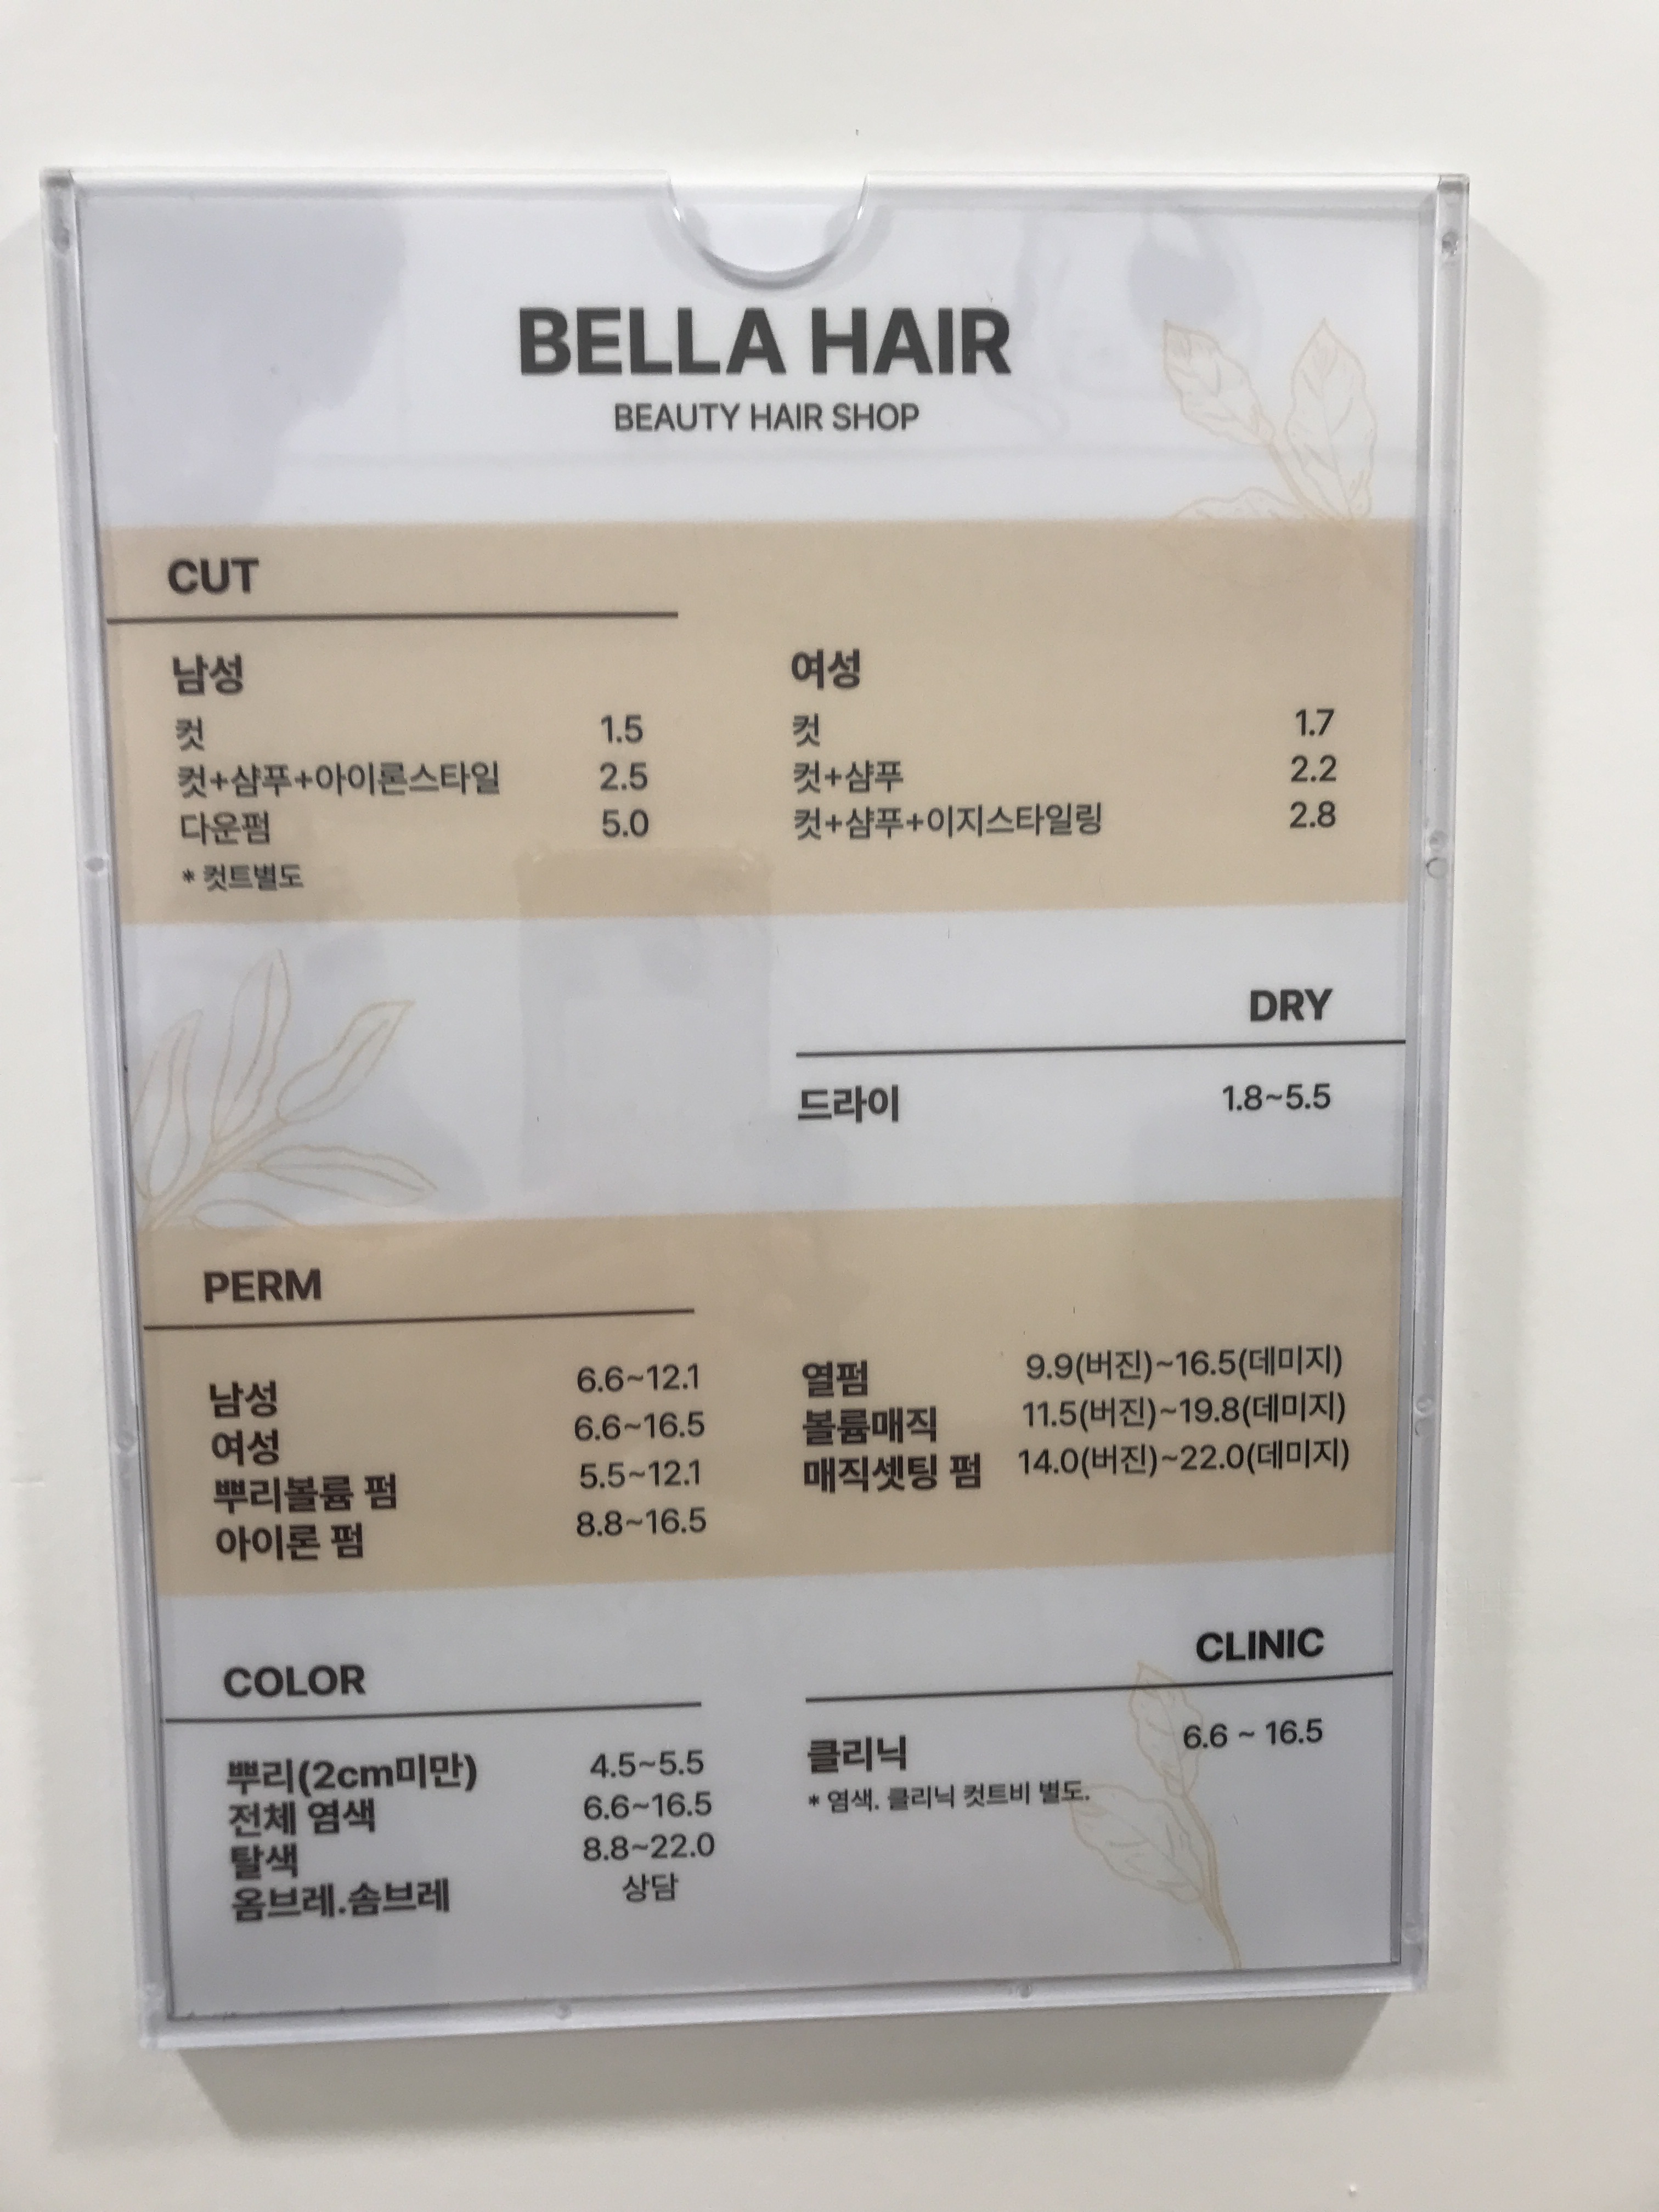 BELLA HAIR
BEAUTY HAIR SHOP
CUT
남성
컷 1.5
컷+샴푸+아이론스타일 2.5
다운펌 5.0
* 컷트별도
여성
컷 1.7
컷+샴푸 2.2
컷+샴푸+이지스타일링 2.8
DRY
드라이 1.8~5.5
PERM
남성 6.6~12.1
여성 6.6~16.5
뿌리볼륨 펌 5.5~12.1
아이론 펌 8.8~16.5
열펌 9.9(버진)~16.5(데미지)
볼륨매직 11.5(버진)~19.8(데미지)
매직셋팅 펌 14.0(버진)~22.0(데미지)
COLOR
뿌리(2cm미만) 4.5~5.5
전체 염색 6.6~16.5
탈색 8.8~22.0
옴브레.솜브레 상담
CLINIC
클리닉 6.6 ~ 16.5
* 염색. 클리닉 컷트비 별도.